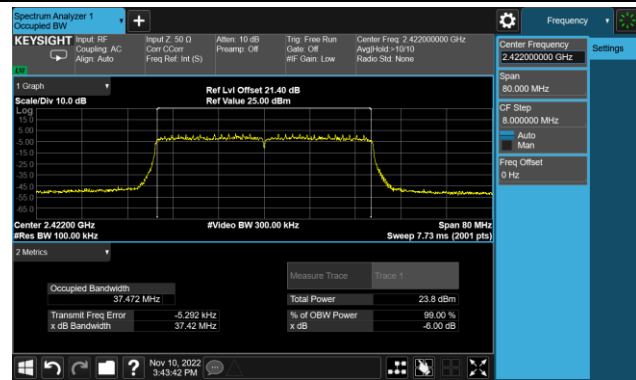 Spectrum Analyzer 1
Occupied BW
Frequency
KEYSIGHT
Input: RF
Coupling: AC
Align: Auto
Input Z: 50 Ω
Corr CCorr
Freq Ref: Int (S)
Atten: 10 dB
Preamp: Off
Trig: Free Run
Gate: Off
#IF Gain: Low
Center Freq: 2.422000000 GHz
Avg|Hold:>10/10
Radio Std: None
Center Frequency
2.422000000 GHz
Settings
Span
80.000 MHz
CF Step
8.000000 MHz
Auto
Man
Freq Offset
0 Hz
1 Graph
Scale/Div 10.0 dB
Ref Lvl Offset 21.40 dB
Ref Value 25.00 dBm
Log
15.0
5.00
-5.00
-15.0
-25.0
-35.0
-45.0
-55.0
-65.0
Center 2.42200 GHz
#Res BW 100.00 kHz
#Video BW 300.00 kHz
Span 80 MHz
Sweep 7.73 ms (2001 pts)
2 Metrics
Measure Trace
Trace 1
Occupied Bandwidth
37.472 MHz
Total Power
23.8 dBm
Transmit Freq Error
-5.292 kHz
% of OBW Power
99.00 %
x dB Bandwidth
37.42 MHz
x dB
-6.00 dB
?
Nov 10, 2022
3:43:42 PM